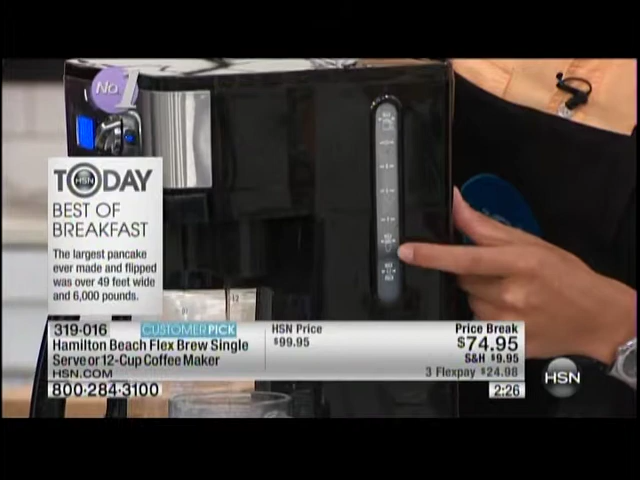 No 1
TODAY
HSN
BEST OF
BREAKFAST
The largest pancake
ever made and flipped
was over 49 feet wide
and 6,000 pounds.
319-016 CUSTOMER PICK
Hamilton Beach Flex Brew Single
Serve or 12-Cup Coffee Maker
HSN.COM
HSN Price
$99.95
Price Break
$74.95
S&H $9.95
3 Flexpay $24.98
800-284-3100
2:26
HSN